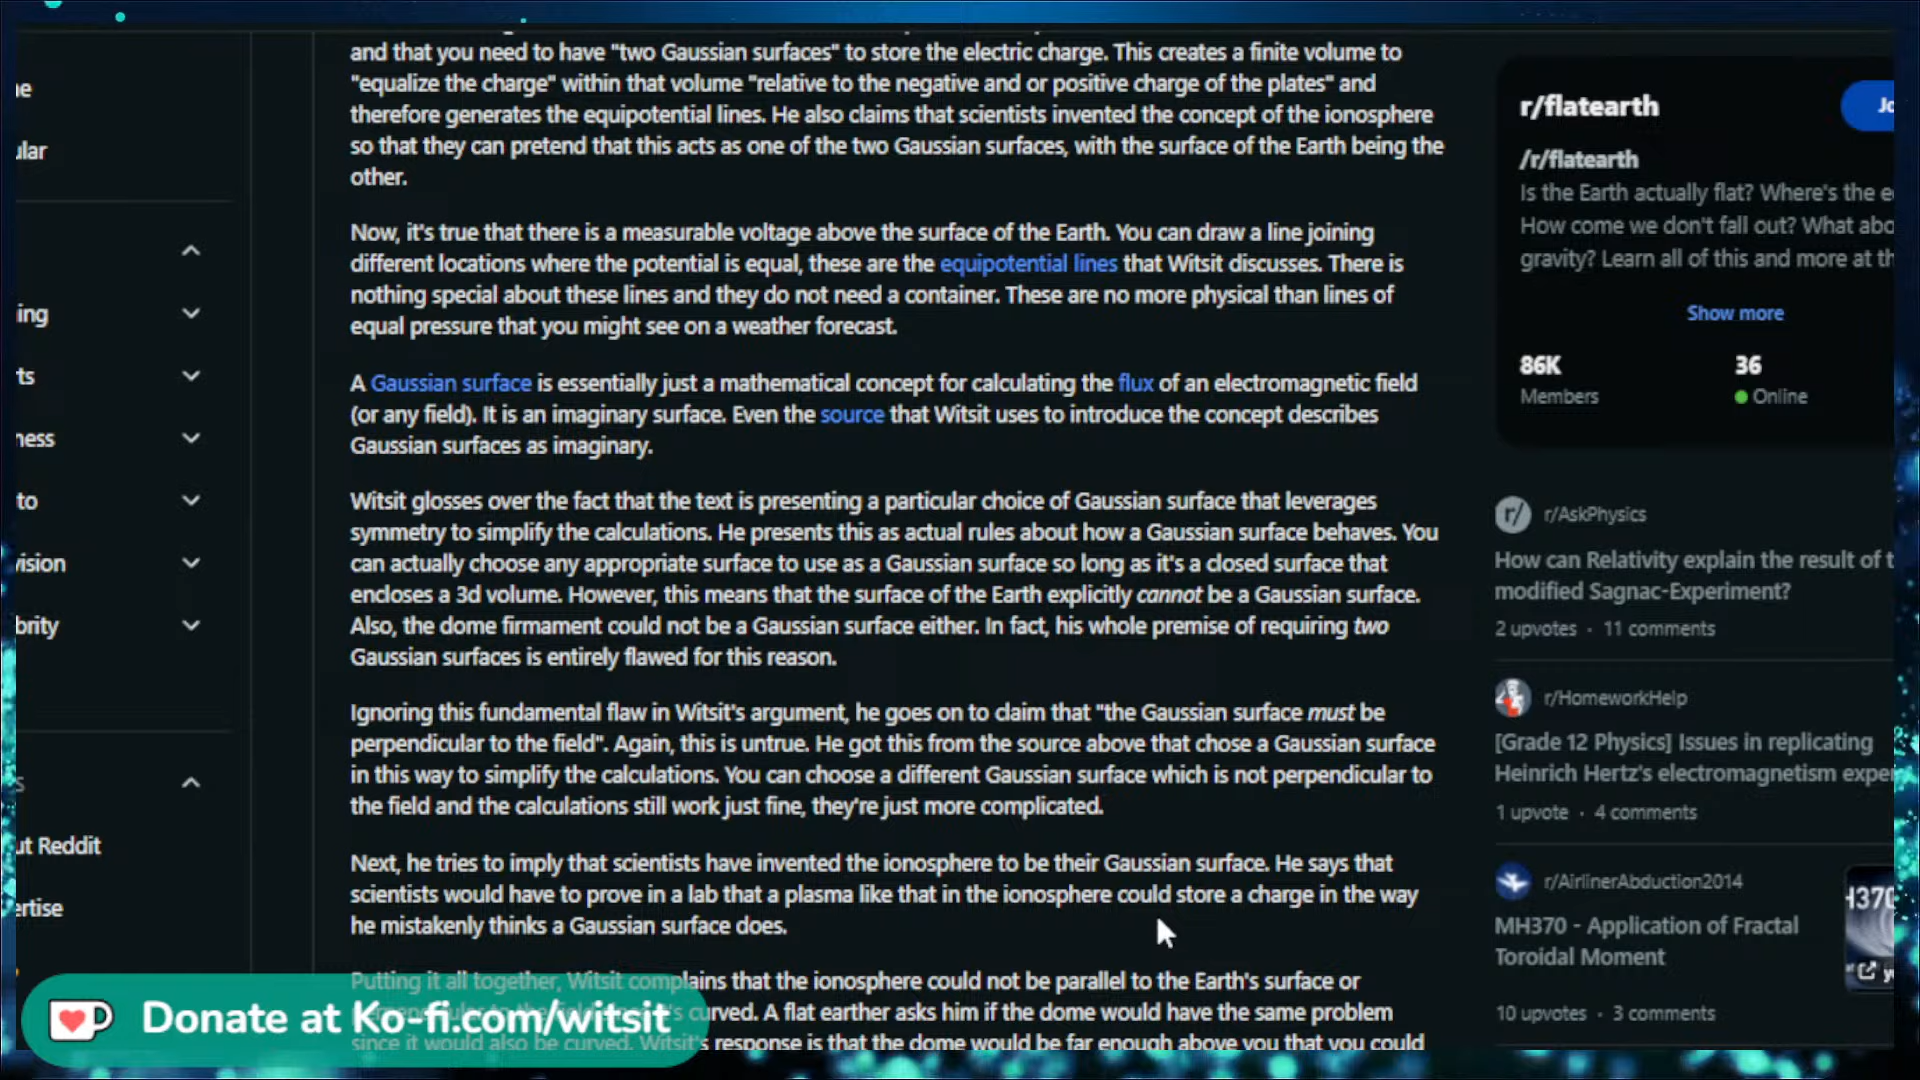 and that you need to have "two Gaussian surfaces" to store the electric charge. This creates a finite volume to
"equalize the charge" within that volume "relative to the negative and or positive charge of the plates" and
therefore generates the equipotential lines. He also claims that scientists invented the concept of the ionosphere
so that they can pretend that this acts as one of the two Gaussian surfaces, with the surface of the Earth being the
other.
Now, it's true that there is a measurable voltage above the surface of the Earth. You can draw a line joining
different locations where the potential is equal, these are the equipotential lines that Witsit discusses. There is
nothing special about these lines and they do not need a container. These are no more physical than lines of
equal pressure that you might see on a weather forecast.
A Gaussian surface is essentially just a mathematical concept for calculating the flux of an electromagnetic field
(or any field). It is an imaginary surface. Even the source that Witsit uses to introduce the concept describes
Gaussian surfaces as imaginary.
Witsit glosses over the fact that the text is presenting a particular choice of Gaussian surface that leverages
symmetry to simplify the calculations. He presents this as actual rules about how a Gaussian surface behaves. You
can actually choose any appropriate surface to use as a Gaussian surface so long as it's a closed surface that
encloses a 3d volume. However, this means that the surface of the Earth explicitly cannot be a Gaussian surface.
Also, the dome firmament could not be a Gaussian surface either. In fact, his whole premise of requiring two
Gaussian surfaces is entirely flawed for this reason.
Ignoring this fundamental flaw in Witsit's argument, he goes on to claim that "the Gaussian surface must be
perpendicular to the field". Again, this is untrue. He got this from the source above that chose a Gaussian surface
in this way to simplify the calculations. You can choose a different Gaussian surface which is not perpendicular to
the field and the calculations still work just fine, they're just more complicated.
Next, he tries to imply that scientists have invented the ionosphere to be their Gaussian surface. He says that
scientists would have to prove in a lab that a plasma like that in the ionosphere could store a charge in the way
he mistakenly thinks a Gaussian surface does.
Putting it all together, Witsit complains that the ionosphere could not be parallel to the Earth's surface or
curved. A flat earther asks him if the dome would have the same problem
since it would also be curved. Witsit's response is that the dome would be far enough above you that you could
ne
ular
ing
ts
ness
to
vision
brity
s
ut Reddit
ertise
r/flatearth
Jo
/r/flatearth
Is the Earth actually flat? Where's the e
How come we don't fall out? What abo
gravity? Learn all of this and more at th
Show more
86K
36
Members
Online
r/AskPhysics
How can Relativity explain the result of t
modified Sagnac-Experiment?
2 upvotes · 11 comments
r/HomeworkHelp
[Grade 12 Physics] Issues in replicating
Heinrich Hertz's electromagnetism expe
1 upvote · 4 comments
r/AirlinerAbduction2014
MH370 - Application of Fractal
Toroidal Moment
H370
10 upvotes · 3 comments
Donate at Ko-fi.com/witsit